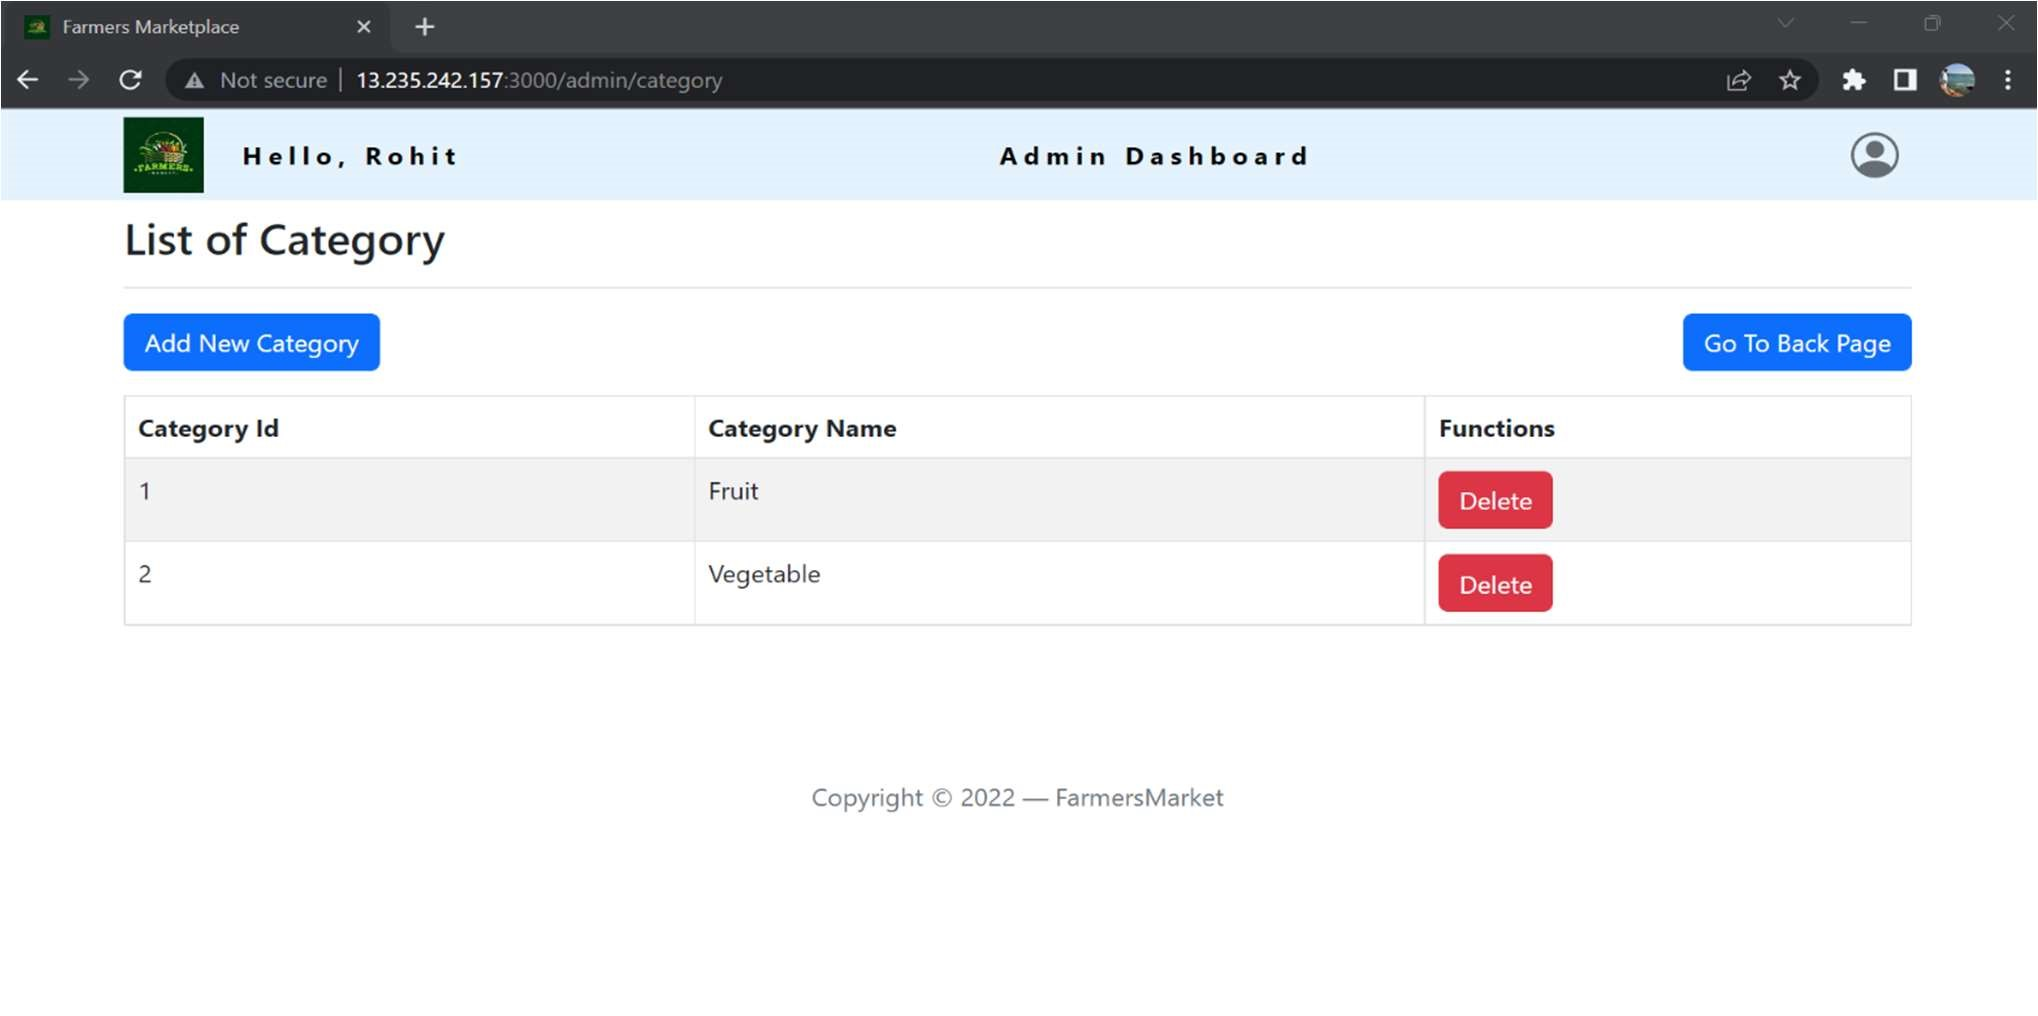 Farmers Marketplace
Not secure | 13.235.242.157:3000/admin/category
FARMERS
Hello, Rohit
Admin Dashboard
List of Category
Add New Category
Go To Back Page
Category Id Category Name Functions
1 Fruit Delete
2 Vegetable Delete
Copyright © 2022 — FarmersMarket